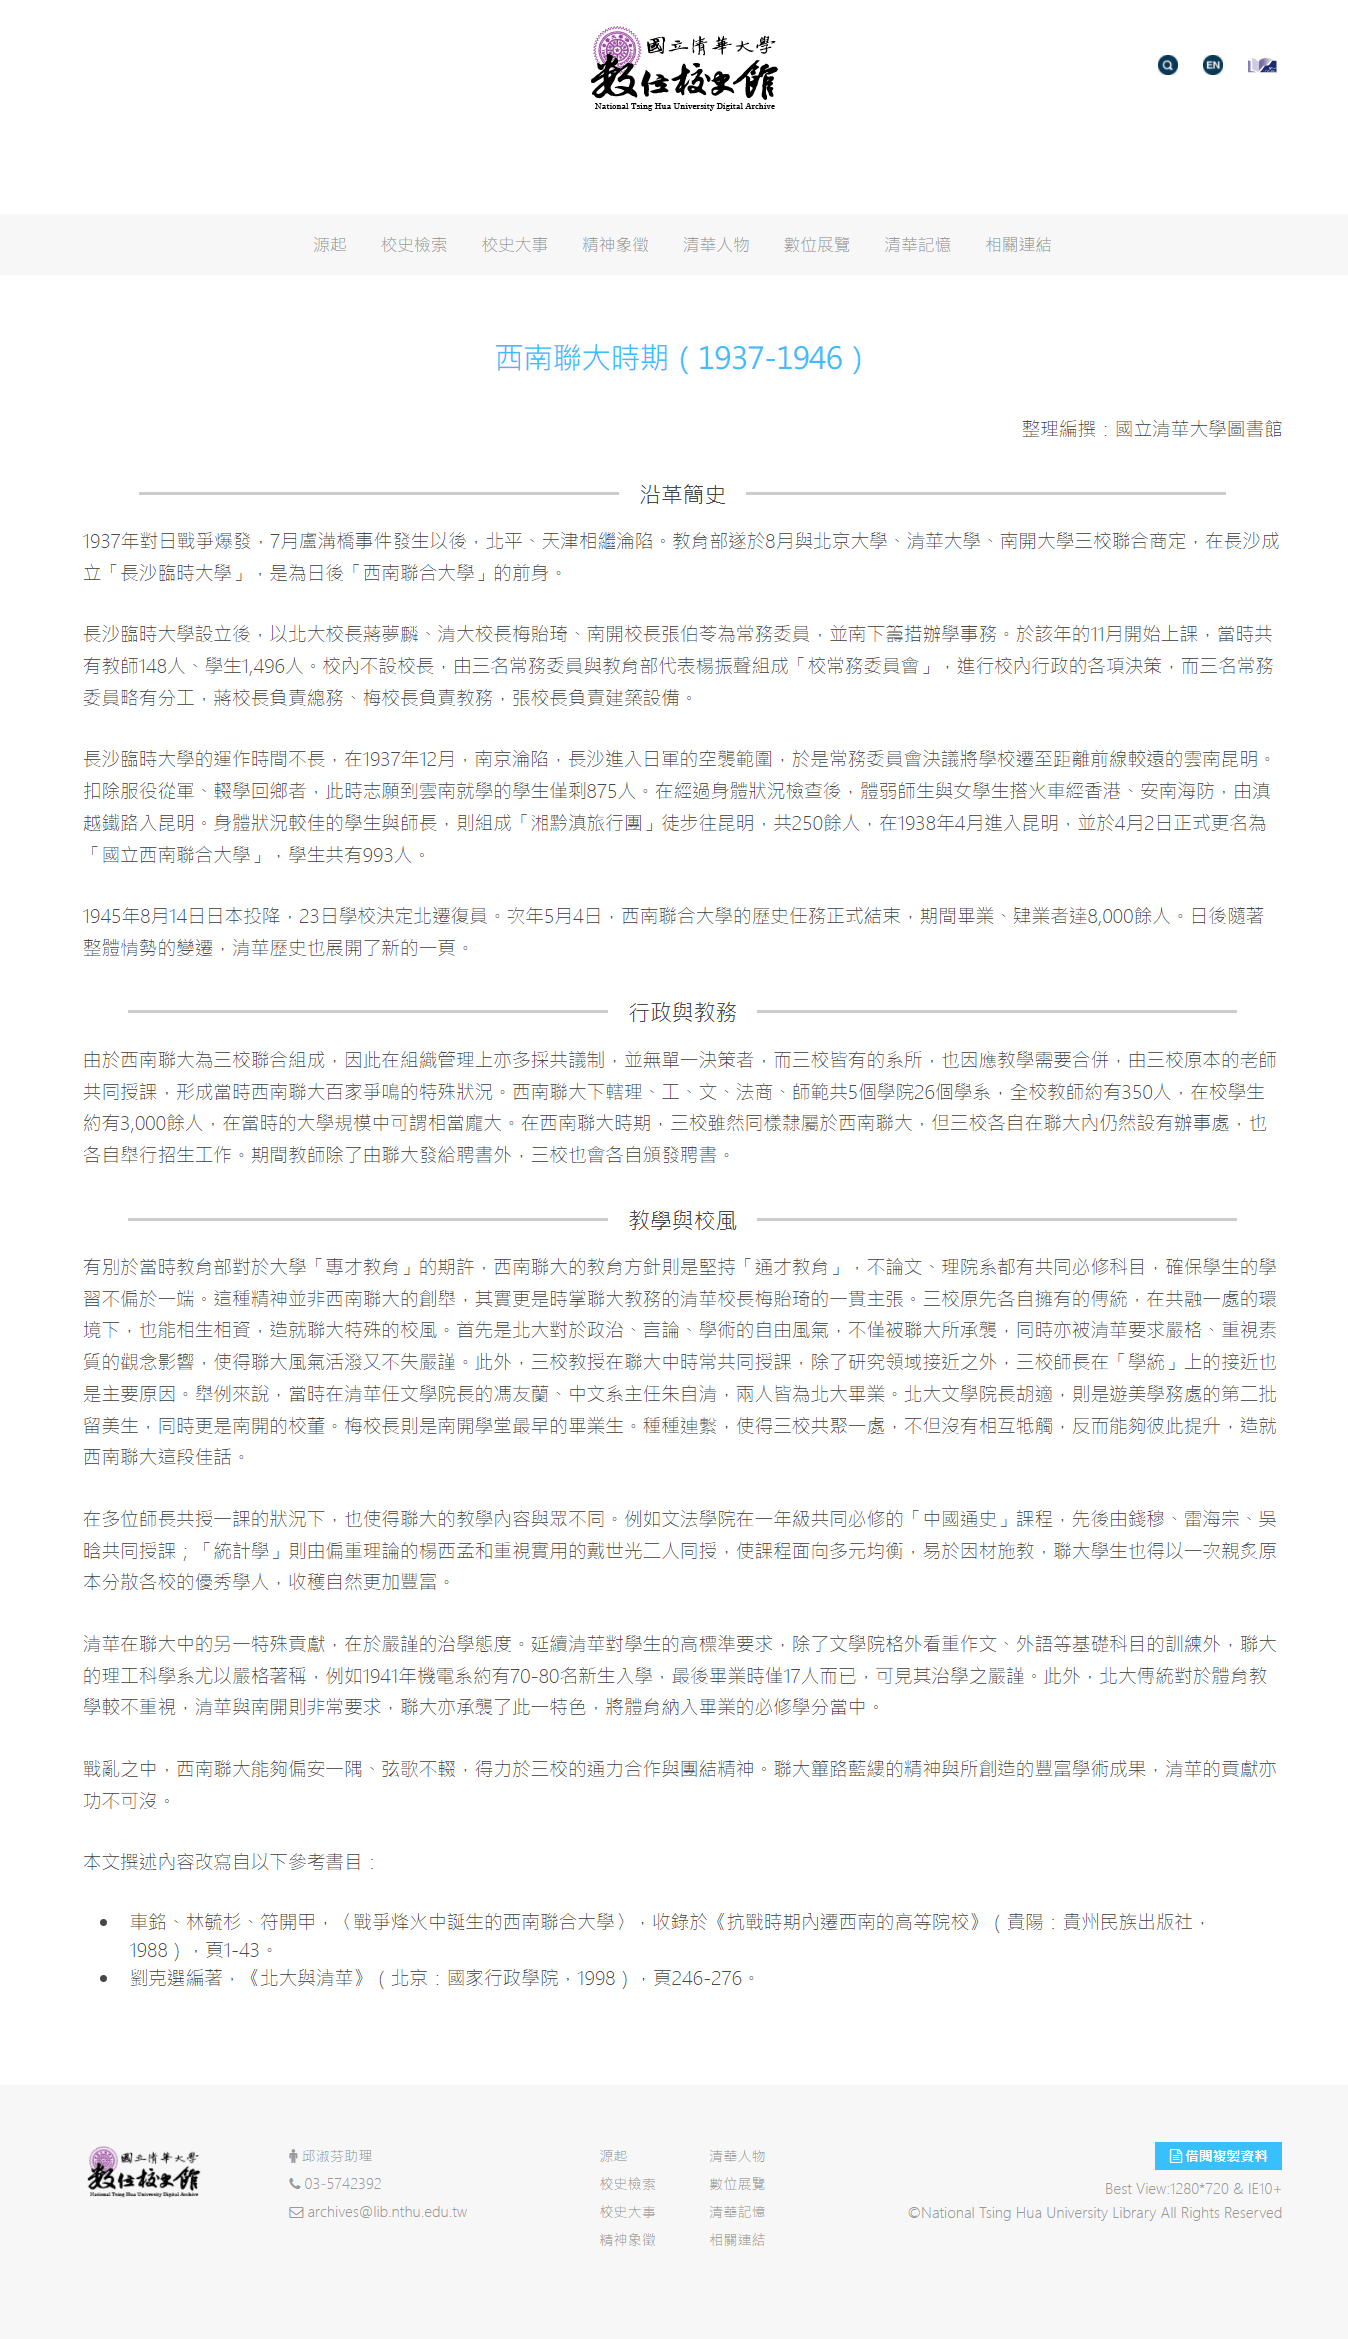 國立清華大學
數位校史館
National Tsing Hua University Digital Archive
EN
源起 校史檢索 校史大事 精神象徵 清華人物 數位展覽 清華記憶 相關連結
西南聯大時期（1937-1946）
整理編撰：國立清華大學圖書館
沿革簡史
1937年對日戰爭爆發，7月盧溝橋事件發生以後，北平、天津相繼淪陷。教育部遂於8月與北京大學、清華大學、南開大學三校聯合商定，在長沙成
立「長沙臨時大學」，是為日後「西南聯合大學」的前身。
長沙臨時大學設立後，以北大校長蔣夢麟、清大校長梅貽琦、南開校長張伯苓為常務委員，並南下籌措辦學事務。於該年的11月開始上課，當時共
有教師148人、學生1,496人。校內不設校長，由三名常務委員與教育部代表楊振聲組成「校常務委員會」，進行校內行政的各項決策，而三名常務
委員略有分工，蔣校長負責總務、梅校長負責教務，張校長負責建築設備。
長沙臨時大學的運作時間不長，在1937年12月，南京淪陷，長沙進入日軍的空襲範圍，於是常務委員會決議將學校遷至距離前線較遠的雲南昆明。
扣除服役從軍、輟學回鄉者，此時志願到雲南就學的學生僅剩875人。在經過身體狀況檢查後，體弱師生與女學生搭火車經香港、安南海防，由滇
越鐵路入昆明。身體狀況較佳的學生與師長，則組成「湘黔滇旅行團」徒步往昆明，共250餘人，在1938年4月進入昆明，並於4月2日正式更名為
「國立西南聯合大學」，學生共有993人。
1945年8月14日日本投降，23日學校決定北遷復員。次年5月4日，西南聯合大學的歷史任務正式結束，期間畢業、肄業者達8,000餘人。日後隨著
整體情勢的變遷，清華歷史也展開了新的一頁。
行政與教務
由於西南聯大為三校聯合組成，因此在組織管理上亦多採共議制，並無單一決策者，而三校皆有的系所，也因應教學需要合併，由三校原本的老師
共同授課，形成當時西南聯大百家爭鳴的特殊狀況。西南聯大下轄理、工、文、法商、師範共5個學院26個學系，全校教師約有350人，在校學生
約有3,000餘人，在當時的大學規模中可謂相當龐大。在西南聯大時期，三校雖然同樣隸屬於西南聯大，但三校各自在聯大內仍然設有辦事處，也
各自舉行招生工作。期間教師除了由聯大發給聘書外，三校也會各自頒發聘書。
教學與校風
有別於當時教育部對於大學「專才教育」的期許，西南聯大的教育方針則是堅持「通才教育」，不論文、理院系都有共同必修科目，確保學生的學
習不偏於一端。這種精神並非西南聯大的創舉，其實更是時掌聯大教務的清華校長梅貽琦的一貫主張。三校原先各自擁有的傳統，在共融一處的環
境下，也能相生相資，造就聯大特殊的校風。首先是北大對於政治、言論、學術的自由風氣，不僅被聯大所承襲，同時亦被清華要求嚴格、重視素
質的觀念影響，使得聯大風氣活潑又不失嚴謹。此外，三校教授在聯大中時常共同授課，除了研究領域接近之外，三校師長在「學統」上的接近也
是主要原因。舉例來說，當時在清華任文學院長的馮友蘭、中文系主任朱自清，兩人皆為北大畢業。北大文學院長胡適，則是遊美學務處的第二批
留美生，同時更是南開的校董。梅校長則是南開學堂最早的畢業生。種種連繫，使得三校共聚一處，不但沒有相互牴觸，反而能夠彼此提升，造就
西南聯大這段佳話。
在多位師長共授一課的狀況下，也使得聯大的教學內容與眾不同。例如文法學院在一年級共同必修的「中國通史」課程，先後由錢穆、雷海宗、吳
晗共同授課；「統計學」則由偏重理論的楊西孟和重視實用的戴世光二人同授，使課程面向多元均衡，易於因材施教，聯大學生也得以一次親炙原
本分散各校的優秀學人，收穫自然更加豐富。
清華在聯大中的另一特殊貢獻，在於嚴謹的治學態度。延續清華對學生的高標準要求，除了文學院格外看重作文、外語等基礎科目的訓練外，聯大
的理工科學系尤以嚴格著稱，例如1941年機電系約有70-80名新生入學，最後畢業時僅17人而已，可見其治學之嚴謹。此外，北大傳統對於體育教
學較不重視，清華與南開則非常要求，聯大亦承襲了此一特色，將體育納入畢業的必修學分當中。
戰亂之中，西南聯大能夠偏安一隅、弦歌不輟，得力於三校的通力合作與團結精神。聯大篳路藍縷的精神與所創造的豐富學術成果，清華的貢獻亦
功不可沒。
本文撰述內容改寫自以下參考書目：
• 車銘、林毓杉、符開甲，〈戰爭烽火中誕生的西南聯合大學〉，收錄於《抗戰時期內遷西南的高等院校》（貴陽：貴州民族出版社，
1988），頁1-43。
• 劉克選編著，《北大與清華》（北京：國家行政學院，1998），頁246-276。
國立清華大學
數位校史館
National Tsing Hua University Digital Archive
邱淑芬助理
03-5742392
archives@lib.nthu.edu.tw
源起
校史檢索
校史大事
精神象徵
清華人物
數位展覽
清華記憶
相關連結
借閱複製資料
Best View:1280*720 & IE10+
©National Tsing Hua University Library All Rights Reserved